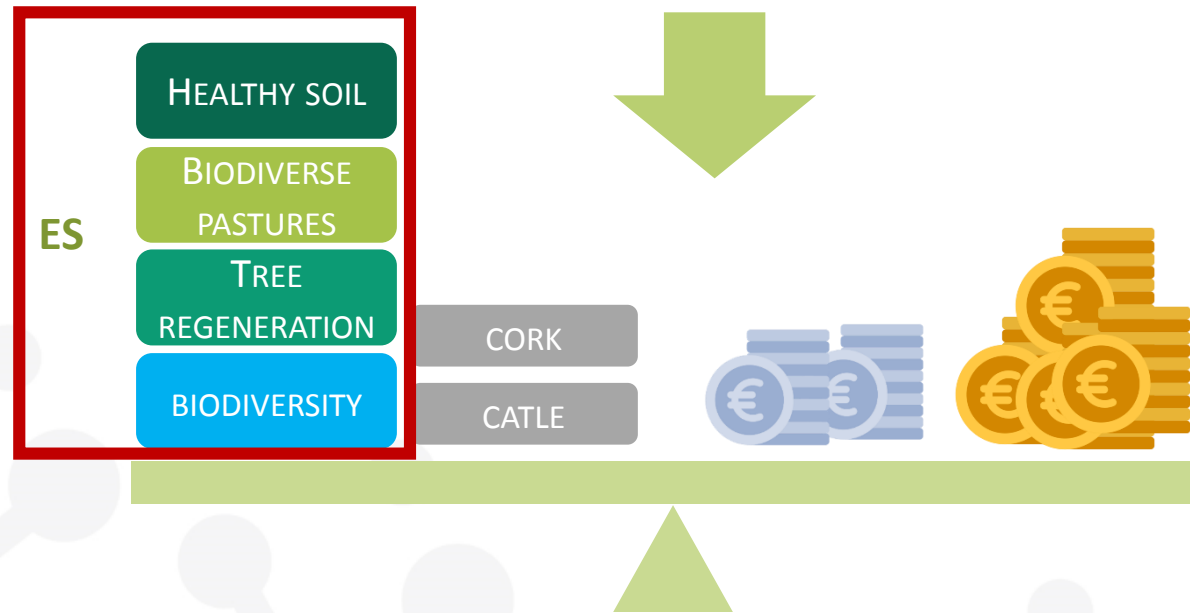 HEALTHY SOIL
BIODIVERSE
PASTURES
ES
TREE
REGENERATION
BIODIVERSITY
CORK
CATLE
€
€
€
€
€
€